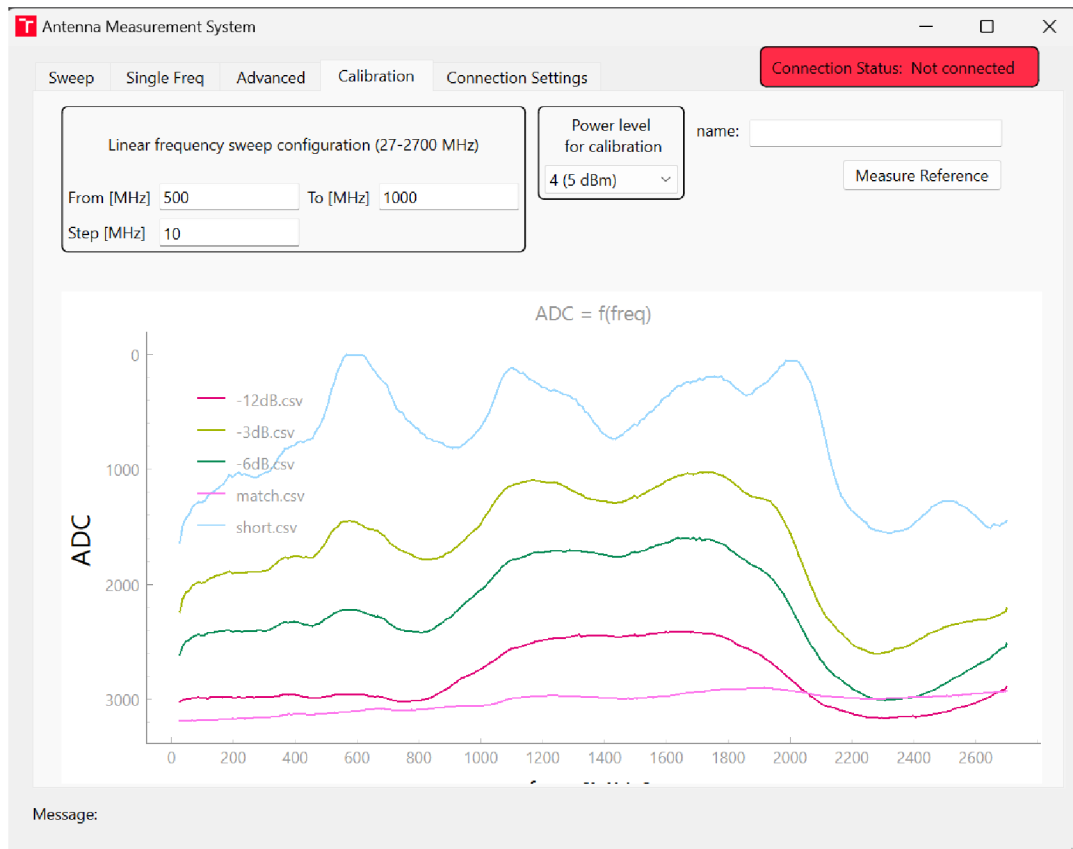 T Antenna Measurement System
Sweep Single Freq Advanced Calibration Connection Settings
Connection Status: Not connected
Linear frequency sweep configuration (27-2700 MHz)
From [MHz] 500 To [MHz] 1000
Step [MHz] 10
Power level
for calibration
4 (5 dBm)
name:
Measure Reference
ADC = f(freq)
ADC
0
1000
2000
3000
-12dB.csv
-3dB.csv
-6dB.csv
match.csv
short.csv
0 200 400 600 800 1000 1200 1400 1600 1800 2000 2200 2400 2600
Message: